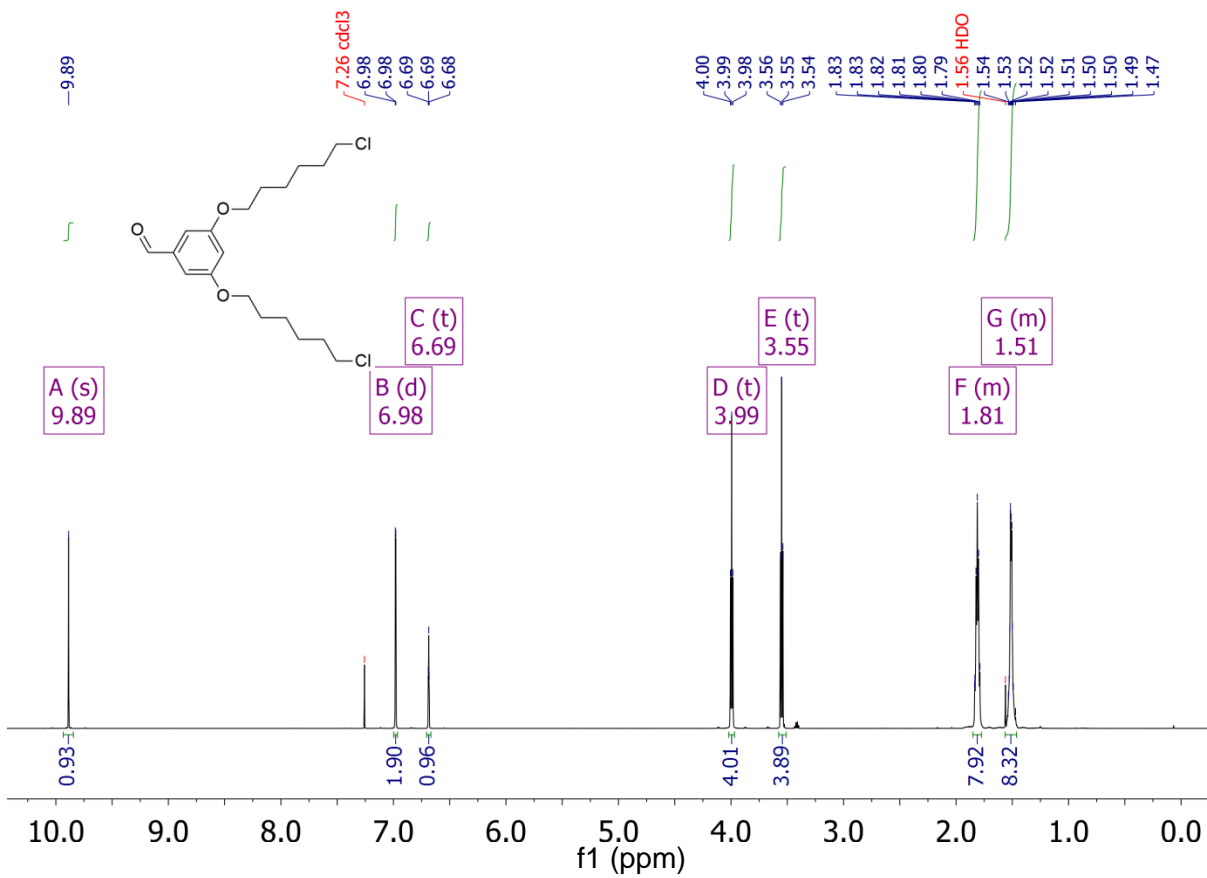 9.89
7.26 cdcl3
6.98
6.98
6.69
6.69
6.68
4.00
3.99
3.98
3.56
3.55
3.54
1.83
1.83
1.82
1.81
1.80
1.79
1.56 HDO
1.54
1.53
1.52
1.52
1.51
1.50
1.50
1.49
1.47
Cl
O
O
O
Cl
C (t)
6.69
E (t)
3.55
G (m)
1.51
A (s)
9.89
B (d)
6.98
D (t)
3.99
F (m)
1.81
0.93
1.90
0.96
4.01
3.89
7.92
8.32
10.0 9.0 8.0 7.0 6.0 5.0 4.0 3.0 2.0 1.0 0.0
f1 (ppm)